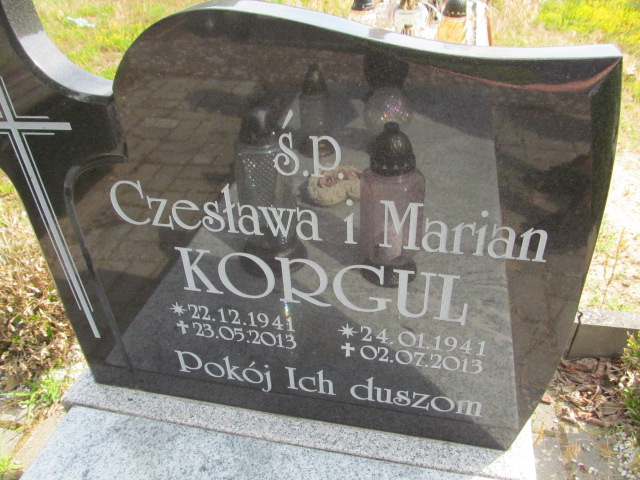 Ś.P.
Czesława i Marian
KORGUL
*22.12.1941 *24.01.1941
✝23.05.2013 ✝02.07.2013
Pokój Ich duszom